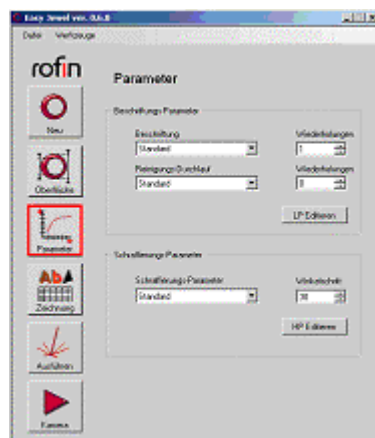 Easy Jewel ver. 0.6.0
Datei Werkzeuge
rofin
Parameter
Neu
Oberfläche
Parameter
Zeichnung
Ausführen
Kamera
Beschriftungs-Parameter
Beschriftung Wiederholungen
Standard 1
Reinigungs-Durchlauf Wiederholungen
Standard 0
LP Editieren
Schraffierungs-Parameter
Schraffierungs-Parameter Winkelschritt
Standard 30
HP Editieren